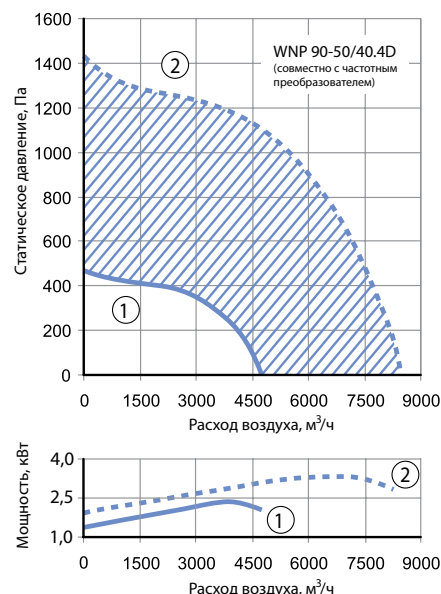 1600
1400
1200
1000
800
600
400
200
0
Статическое давление, Па
WNP 90-50/40.4D
(совместно с частотным
преобразователем)
2
1
0 1500 3000 4500 6000 7500 9000
Расход воздуха, м³/ч
Мощность, кВт
4,0
2,5
1,0
2
1
0 1500 3000 4500 6000 7500 9000
Расход воздуха, м³/ч